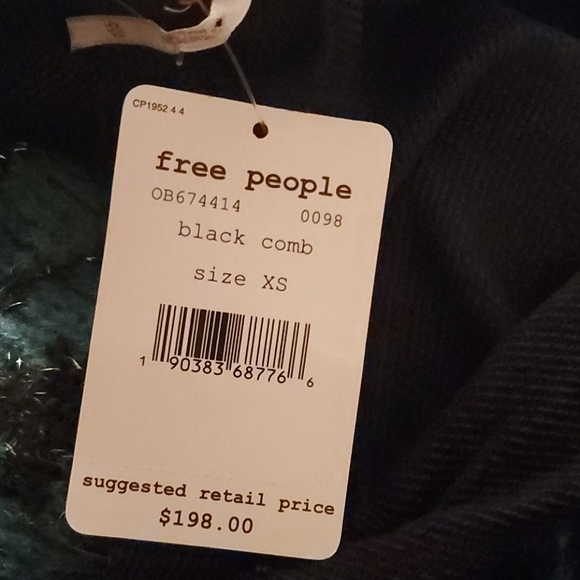 CP1952 4 4
free people
OB674414 0098
black comb
size XS
1 90383 68776 6
suggested retail price
$198.00